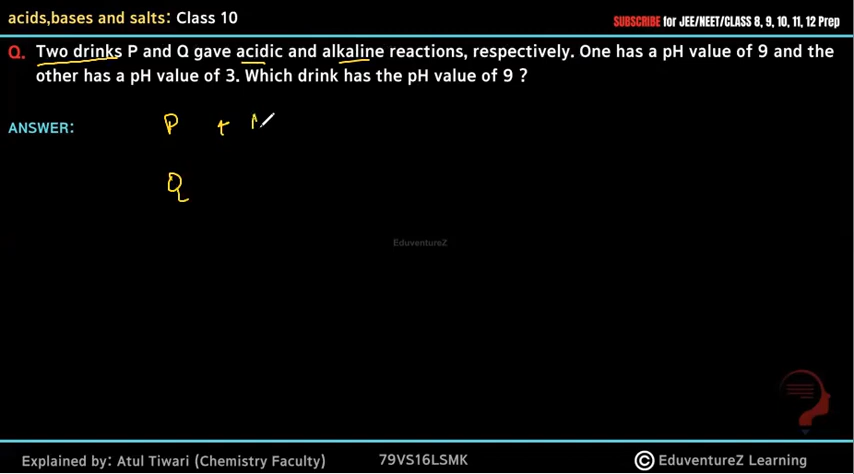 acids,bases and salts: Class 10
SUBSCRIBE for JEE/NEET/CLASS 8, 9, 10, 11, 12 Prep
Q. Two drinks P and Q gave acidic and alkaline reactions, respectively. One has a pH value of 9 and the
other has a pH value of 3. Which drink has the pH value of 9 ?
ANSWER: P +
Q
EduventureZ
Explained by: Atul Tiwari (Chemistry Faculty) 79VS16LSMK © EduventureZ Learning